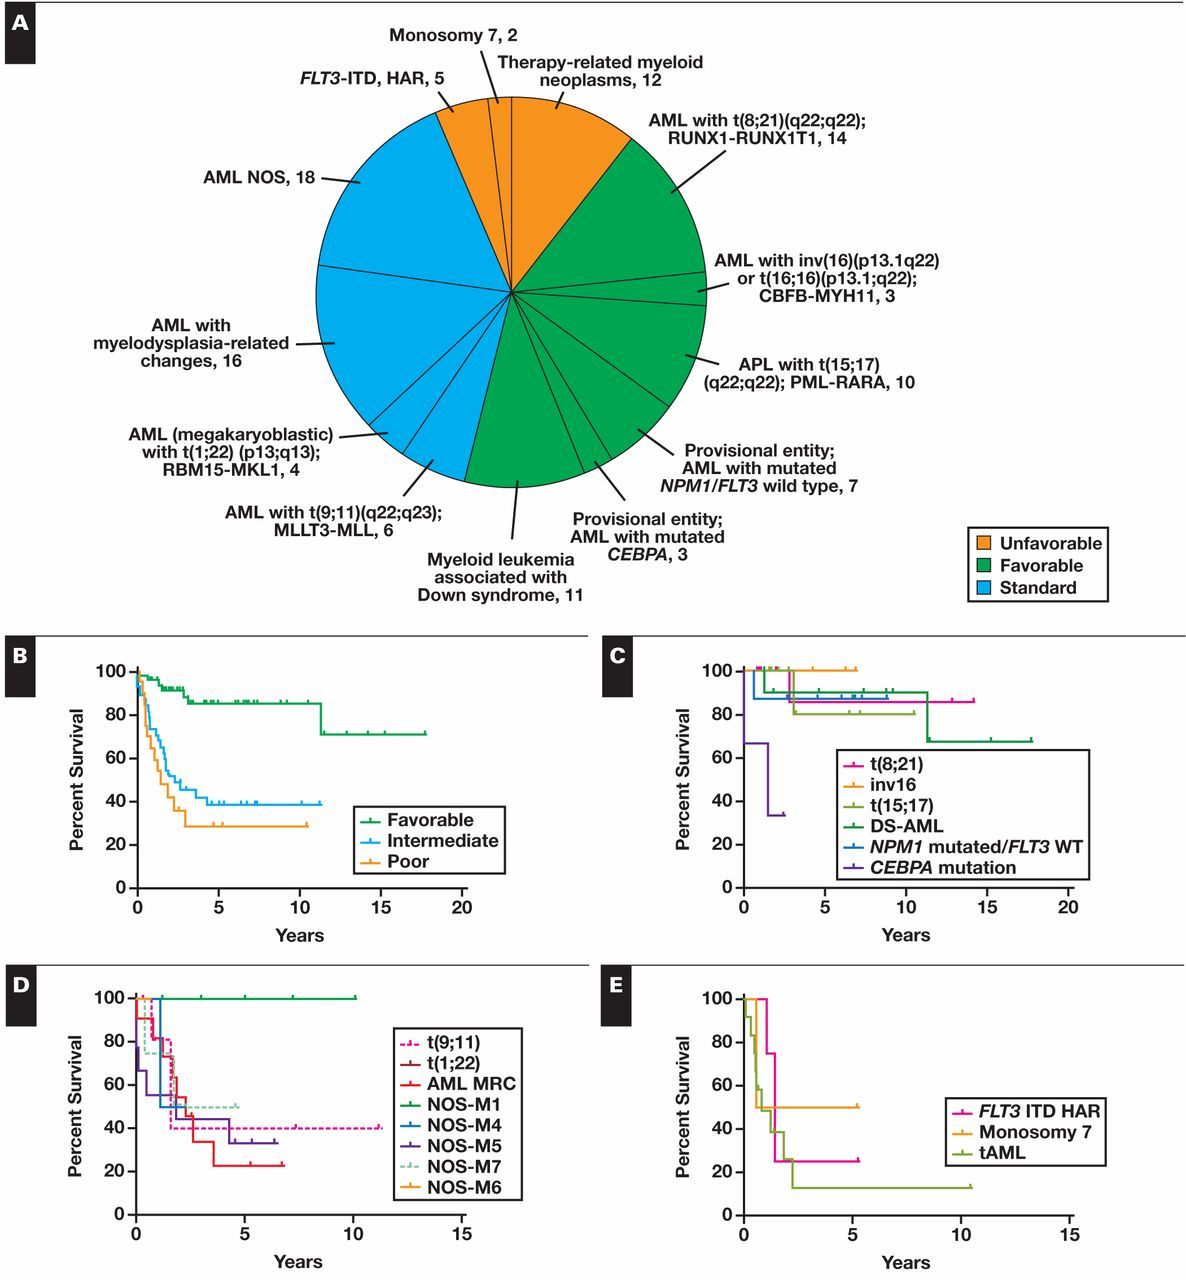 A
Monosomy 7, 2
Therapy-related myeloid
neoplasms, 12
FLT3-ITD, HAR, 5
AML with t(8;21)(q22;q22);
RUNX1-RUNX1T1, 14
AML NOS, 18
AML with inv(16)(p13.1q22)
or t(16;16)(p13.1;q22);
CBFB-MYH11, 3
AML with
myelodysplasia-related
changes, 16
APL with t(15;17)
(q22;q22); PML-RARA, 10
AML (megakaryoblastic)
with t(1;22) (p13;q13);
RBM15-MKL1, 4
Provisional entity;
AML with mutated
NPM1/FLT3 wild type, 7
AML with t(9;11)(q22;q23);
MLLT3-MLL, 6
Provisional entity;
AML with mutated
CEBPA, 3
Myeloid leukemia
associated with
Down syndrome, 11
Unfavorable
Favorable
Standard
B
Percent Survival
100
80
60
40
20
0
0 5 10 15 20
Years
Favorable
Intermediate
Poor
C
Percent Survival
100
80
60
40
20
0
0 5 10 15 20
Years
t(8;21)
inv16
t(15;17)
DS-AML
NPM1 mutated/FLT3 WT
CEBPA mutation
D
Percent Survival
100
80
60
40
20
0
0 5 10 15
Years
t(9;11)
t(1;22)
AML MRC
NOS-M1
NOS-M4
NOS-M5
NOS-M7
NOS-M6
E
Percent Survival
100
80
60
40
20
0
0 5 10 15
Years
FLT3 ITD HAR
Monosomy 7
tAML